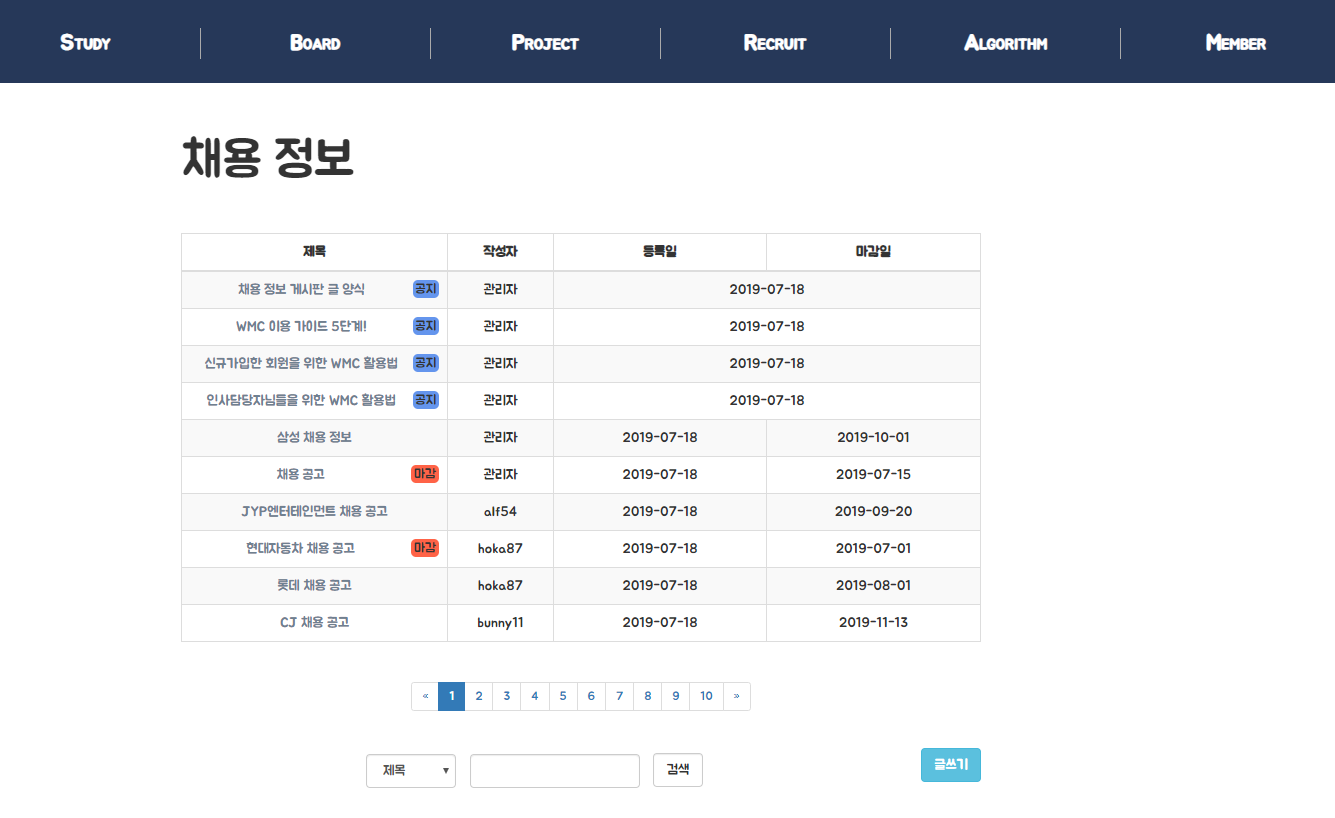 Study Board Project Recruit Algorithm Member
채용 정보
제목 작성자 등록일 마감일
채용 정보 게시판 글 양식 공지 관리자 2019-07-18
WMC 이용 가이드 5단계! 공지 관리자 2019-07-18
신규가입한 회원을 위한 WMC 활용법 공지 관리자 2019-07-18
인사담당자님들을 위한 WMC 활용법 공지 관리자 2019-07-18
삼성 채용 정보 관리자 2019-07-18 2019-10-01
채용 공고 마감 관리자 2019-07-18 2019-07-15
JYP엔터테인먼트 채용 공고 alf54 2019-07-18 2019-09-20
현대자동차 채용 공고 마감 hoka87 2019-07-18 2019-07-01
롯데 채용 공고 hoka87 2019-07-18 2019-08-01
CJ 채용 공고 bunny11 2019-07-18 2019-11-13
« 1 2 3 4 5 6 7 8 9 10 »
제목 검색 글쓰기